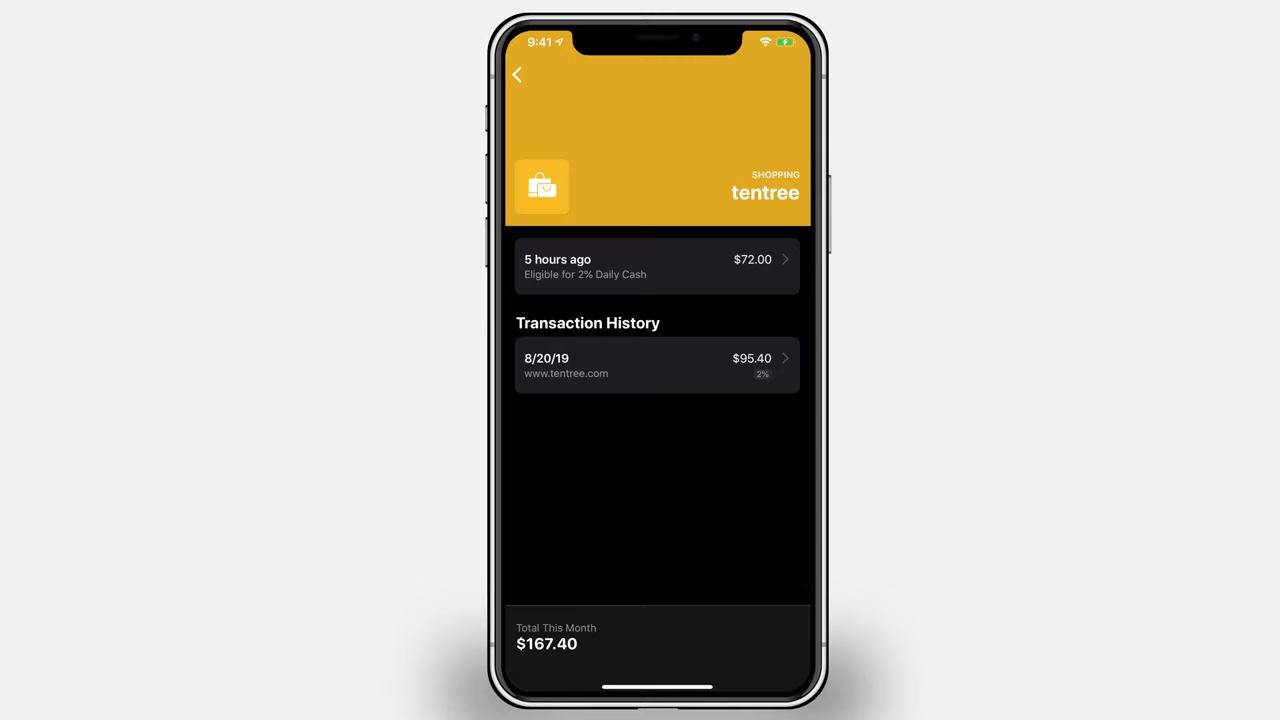 9:41
SHOPPING
tentree
5 hours ago $72.00
Eligible for 2% Daily Cash
Transaction History
8/20/19 $95.40
www.tentree.com 2%
Total This Month
$167.40